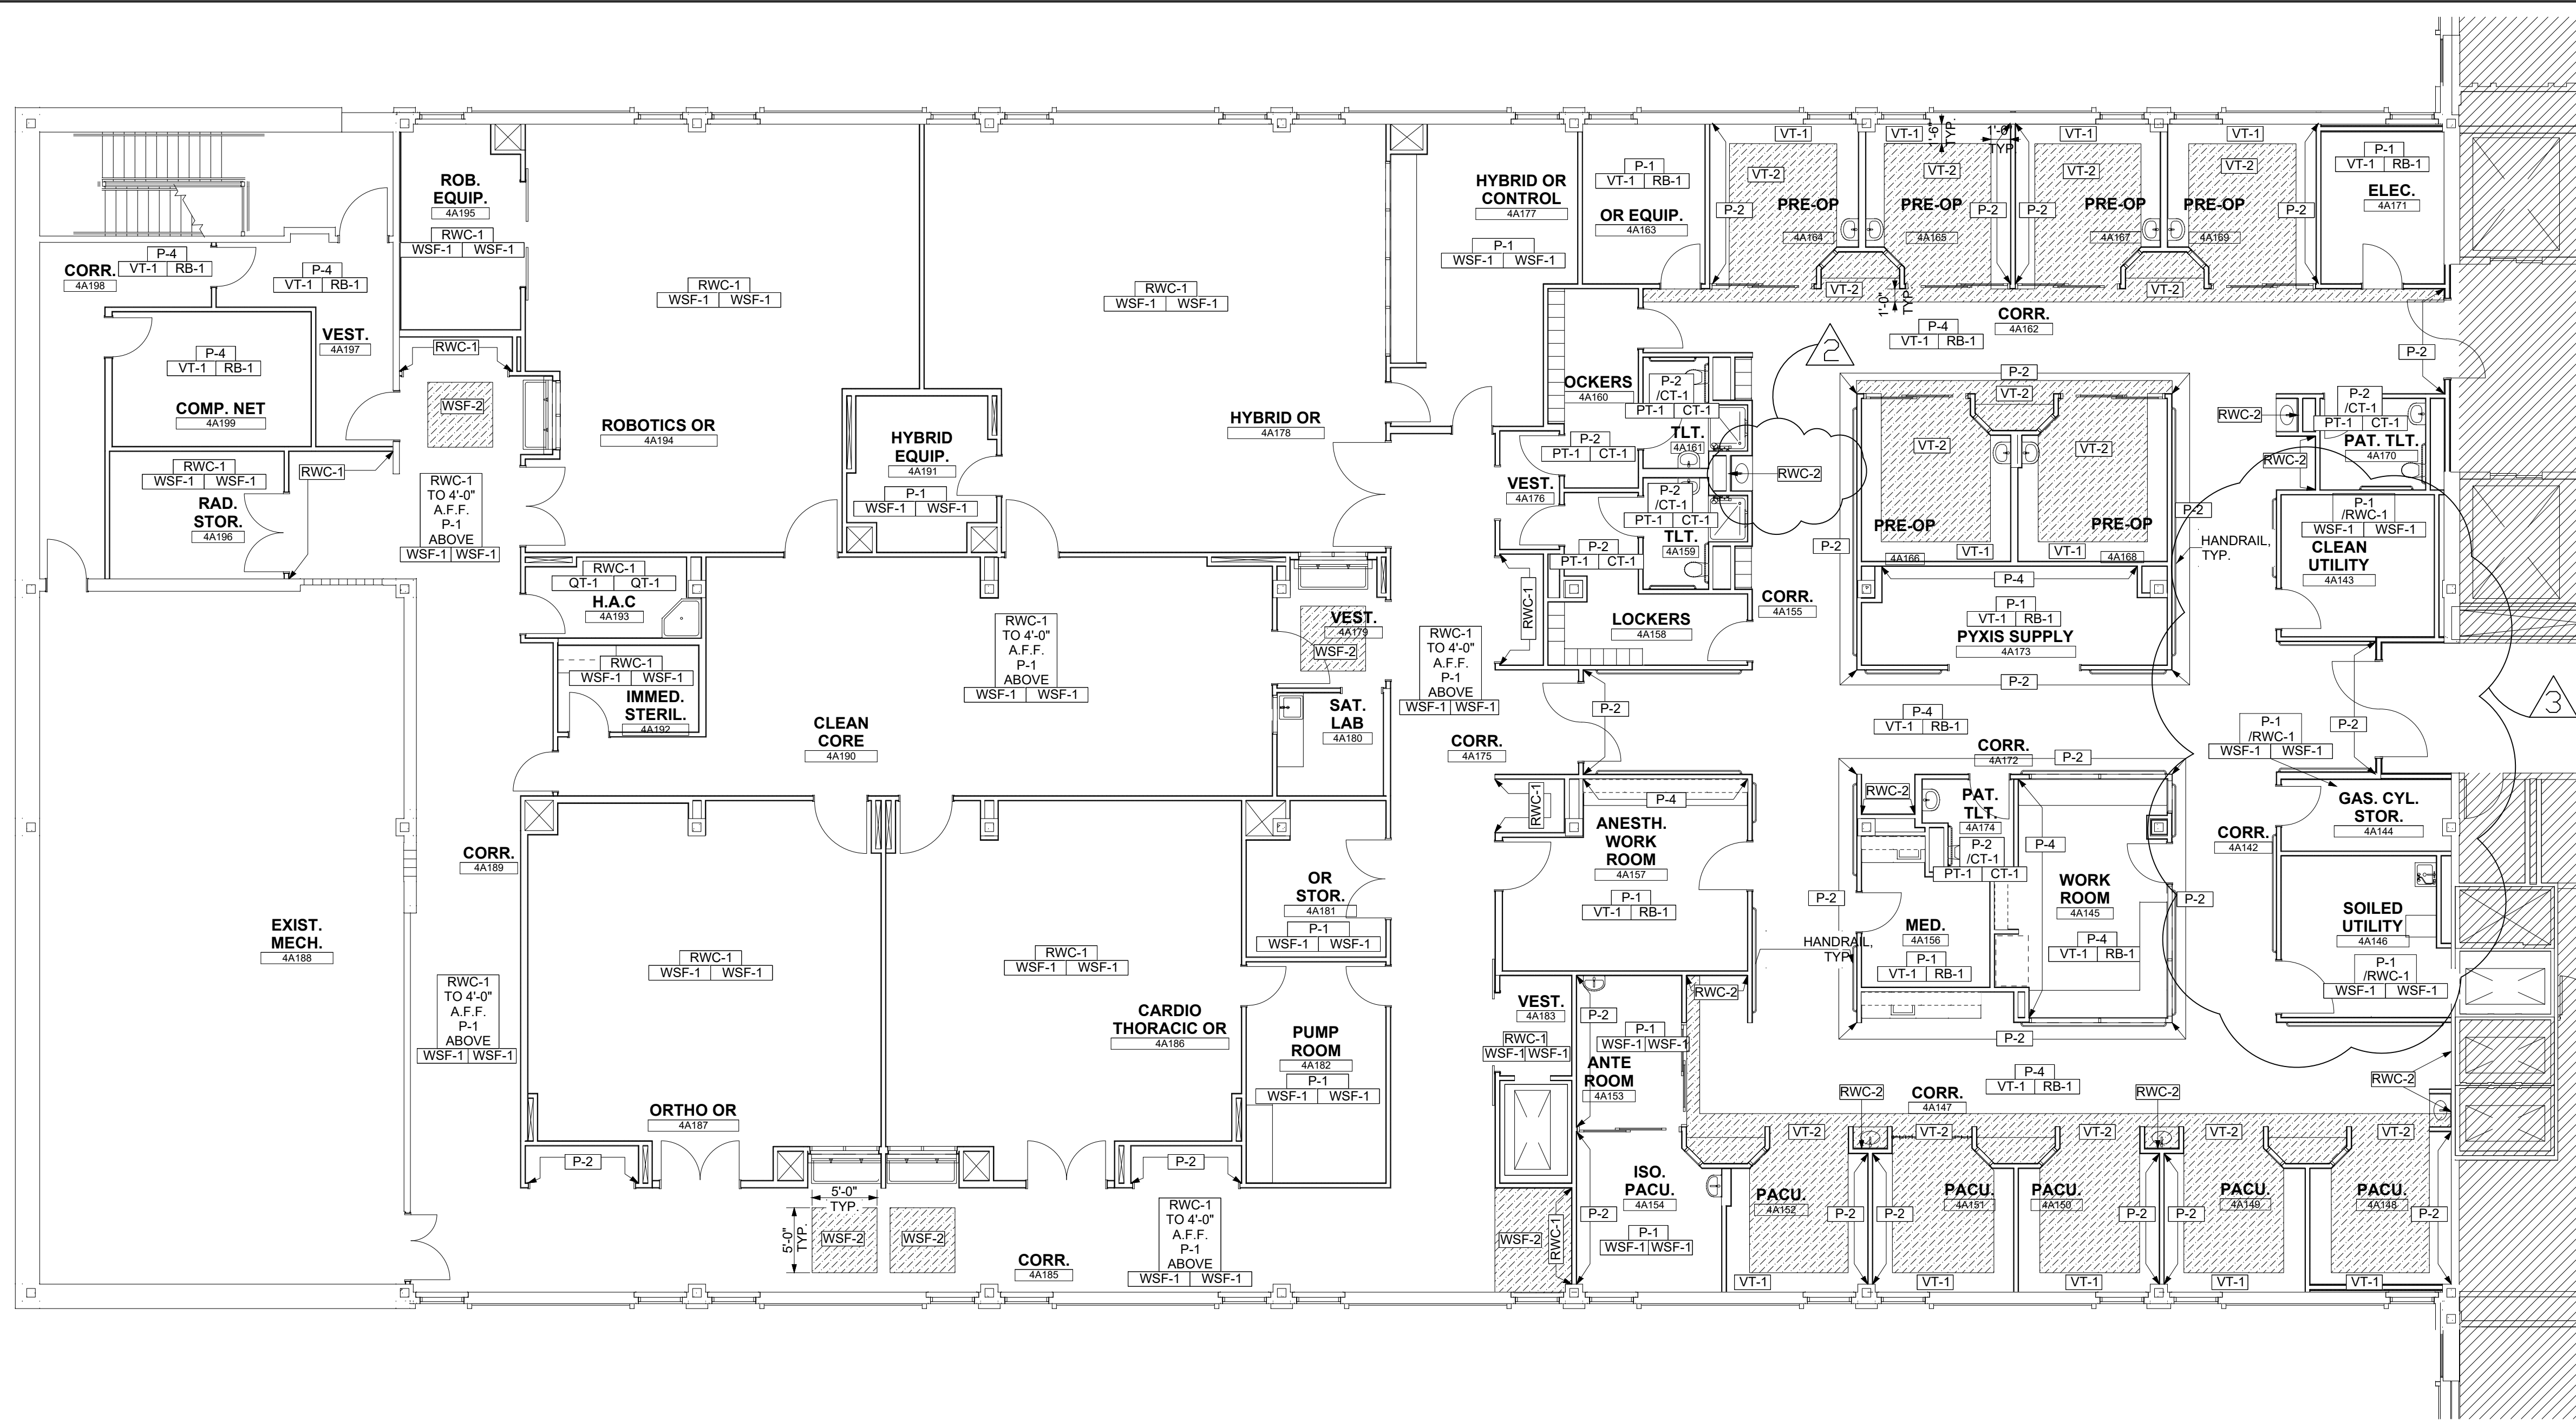 ROB.
EQUIP.
4A195
RWC-1
WSF-1 WSF-1
P-4
VT-1 RB-1
CORR.
4A198
P-4
VT-1 RB-1
VEST.
4A197
P-4
VT-1 RB-1
COMP. NET
4A199
RWC-1
WSF-2
RWC-1
WSF-1 WSF-1
RAD.
STOR.
4A196
RWC-1
RWC-1
TO 4'-0"
A.F.F.
P-1
ABOVE
WSF-1 WSF-1
RWC-1
WSF-1 WSF-1
ROBOTICS OR
4A194
RWC-1
WSF-1 WSF-1
HYBRID OR
4A178
HYBRID
EQUIP.
4A191
P-1
WSF-1 WSF-1
HYBRID OR
CONTROL
4A177
P-1
WSF-1 WSF-1
P-1
VT-1 RB-1
OR EQUIP.
4A163
VT-1
VT-2
P-2
PRE-OP
4A164
VT-1
1'-6"
TYP.
1'-6"
TYP.
VT-2
PRE-OP
P-2
4A165
VT-2
1'-0"
TYP.
VT-1
VT-2
P-2
PRE-OP
4A167
VT-1
VT-2
PRE-OP
P-2
4A169
VT-2
P-1
VT-1 RB-1
ELEC.
4A171
CORR.
4A162
P-4
VT-1 RB-1
P-2
OCKERS
4A160
P-2
/CT-1
PT-1 CT-1
TLT.
4A161
P-2
PT-1 CT-1
2
RWC-2
VEST.
4A176
P-2
/CT-1
PT-1 CT-1
TLT.
4A159
P-2
PT-1 CT-1
RWC-1
LOCKERS
4A158
CORR.
4A155
P-2
P-2
VT-2
VT-2
VT-2
PRE-OP
4A166
VT-1
PRE-OP
4A168
VT-1
P-2
P-4
P-1
VT-1 RB-1
PYXIS SUPPLY
4A173
P-2
RWC-2
P-2
/CT-1
PT-1 CT-1
PAT. TLT.
4A170
RWC-2
P-1
/RWC-1
WSF-1 WSF-1
CLEAN
UTILITY
4A143
HANDRAIL,
TYP.
3
RWC-1
QT-1 QT-1
H.A.C
4A193
RWC-1
WSF-1 WSF-1
IMMED.
STERIL.
4A192
CLEAN
CORE
4A190
RWC-1
TO 4'-0"
A.F.F.
P-1
ABOVE
WSF-1 WSF-1
VEST.
4A179
WSF-2
SAT.
LAB
4A180
RWC-1
TO 4'-0"
A.F.F.
P-1
ABOVE
WSF-1 WSF-1
CORR.
4A175
P-2
P-4
VT-1 RB-1
CORR.
4A172
P-2
P-1
/RWC-1
WSF-1 WSF-1
P-2
GAS. CYL.
STOR.
4A144
CORR.
4A142
RWC-1
P-4
ANESTH.
WORK
ROOM
4A157
P-1
VT-1 RB-1
RWC-2
PAT.
TLT.
4A174
P-2
/CT-1
PT-1 CT-1
P-4
WORK
ROOM
4A145
P-4
VT-1 RB-1
P-2
P-2
MED.
4A156
P-1
VT-1 RB-1
HANDRAIL,
TYP.
P-2
SOILED
UTILITY
4A146
P-1
/RWC-1
WSF-1 WSF-1
CORR.
4A189
EXIST.
MECH.
4A188
RWC-1
TO 4'-0"
A.F.F.
P-1
ABOVE
WSF-1 WSF-1
RWC-1
WSF-1 WSF-1
ORTHO OR
4A187
RWC-1
WSF-1 WSF-1
CARDIO
THORACIC OR
4A186
OR
STOR.
4A181
P-1
WSF-1 WSF-1
PUMP
ROOM
4A182
P-1
WSF-1 WSF-1
VEST.
4A183
RWC-1
WSF-1 WSF-1
P-2
P-1
WSF-1 WSF-1
ANTE
ROOM
4A153
RWC-2
P-4
VT-1 RB-1
CORR.
4A147
RWC-2
RWC-2
RWC-2
P-2
5'-0"
TYP.
5'-0"
TYP.
WSF-2
WSF-2
P-2
CORR.
4A185
RWC-1
TO 4'-0"
A.F.F.
P-1
ABOVE
WSF-1 WSF-1
WSF-2
RWC-1
ISO.
PACU.
4A154
P-2
P-1
WSF-1 WSF-1
VT-2
PACU.
4A152
P-2
VT-1
VT-2
PACU.
4A151
P-2
VT-1
VT-2
PACU.
4A150
P-2
VT-1
VT-2
PACU.
4A149
P-2
VT-1
VT-2
PACU.
4A148
P-2
VT-1